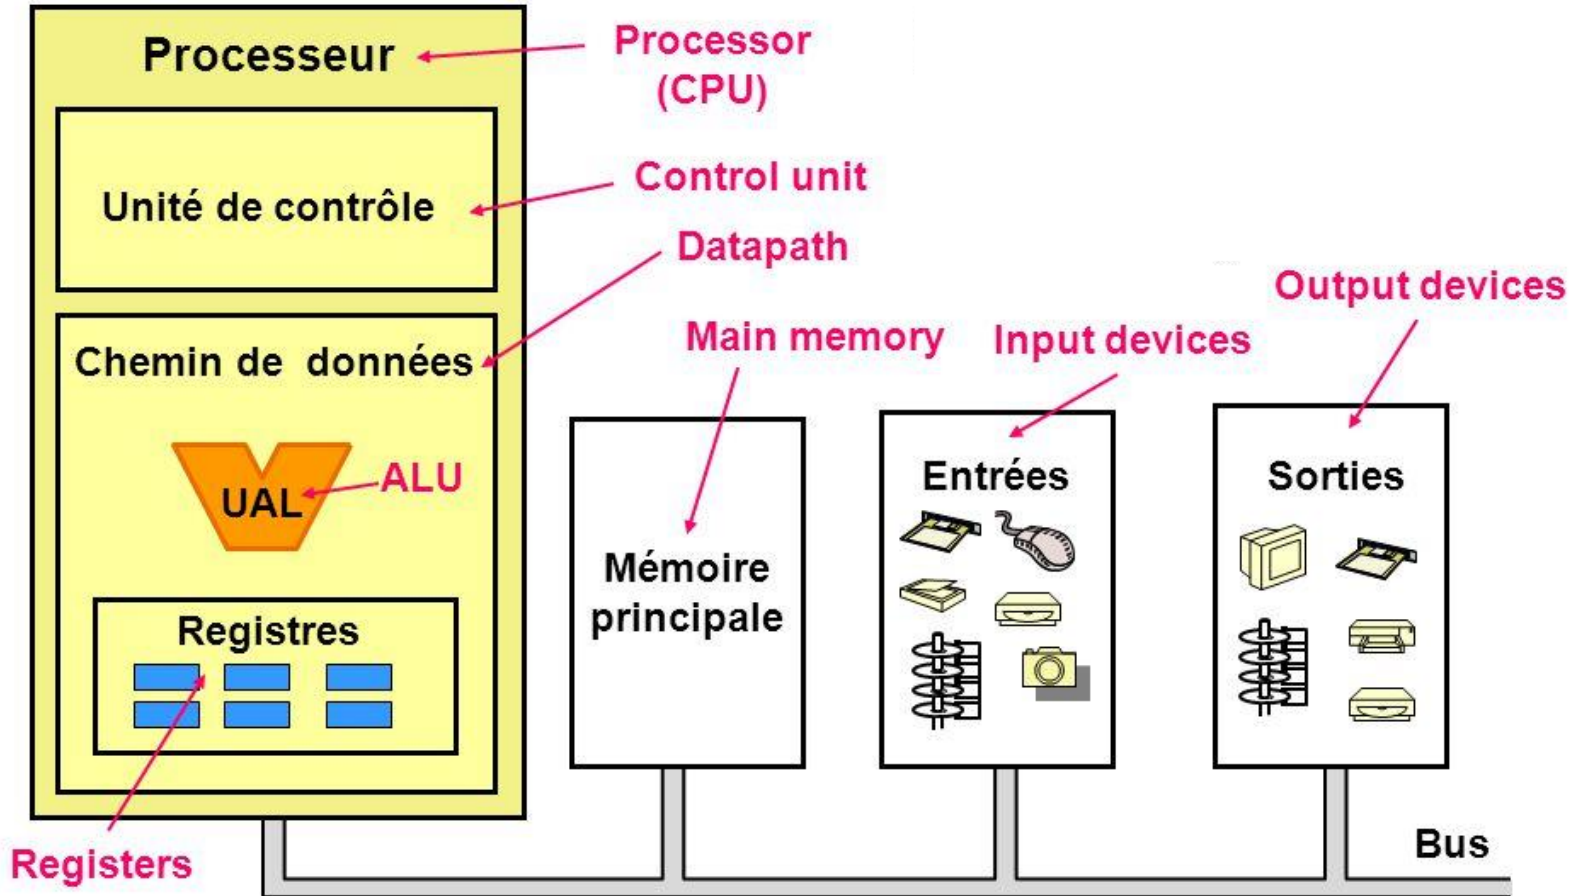 Processeur
Processor
(CPU)
Unité de contrôle
Control unit
Datapath
Chemin de données
Main memory
Input devices
Output devices
UAL
ALU
Registres
Registers
Mémoire
principale
Entrées
Sorties
Bus